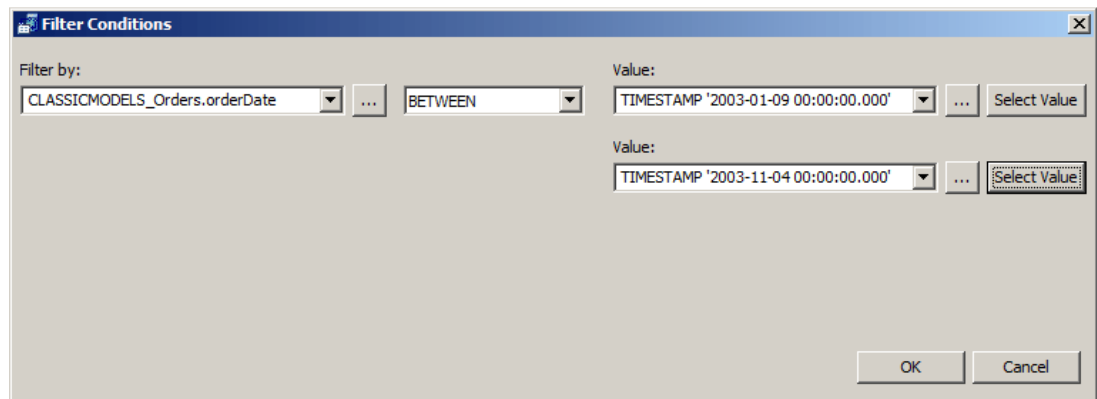 Filter Conditions
Filter by:
Value:
CLASSICMODELS_Orders.orderDate ... BETWEEN TIMESTAMP '2003-01-09 00:00:00.000' ... Select Value
Value:
TIMESTAMP '2003-11-04 00:00:00.000' ... Select Value
OK Cancel